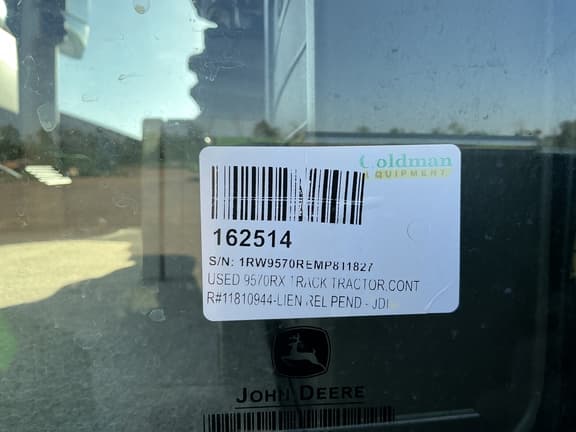 Goldman
EQUIPMENT
162514
S/N: 1RW9570REMP811827
USED 9570RX TRACK TRACTOR,CONT
R#11810944-LIEN REL PEND - JDF
JOHN DEERE